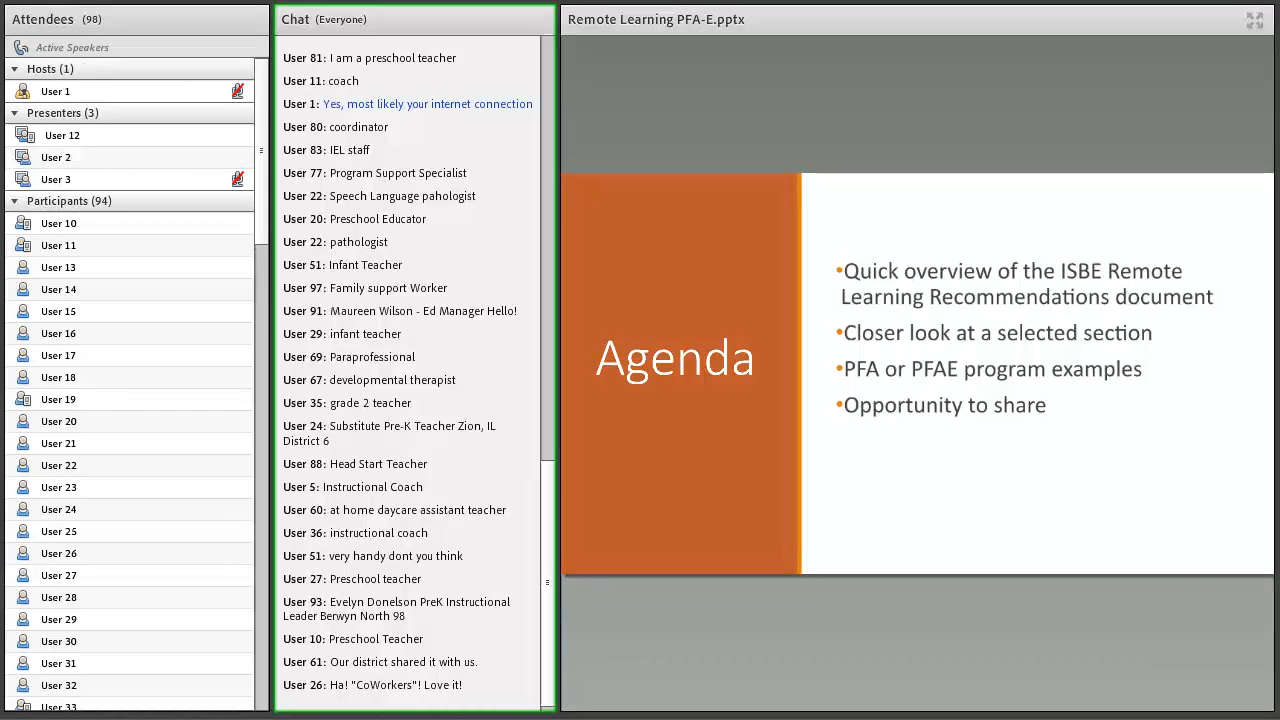 Attendees (98)
Active Speakers
Hosts (1)
User 1
Presenters (3)
User 12
User 2
User 3
Participants (94)
User 10
User 11
User 13
User 14
User 15
User 16
User 17
User 18
User 19
User 20
User 21
User 22
User 23
User 24
User 25
User 26
User 27
User 28
User 29
User 30
User 31
User 32
User 33
Chat (Everyone)
User 81: I am a preschool teacher
User 11: coach
User 1: Yes, most likely your internet connection
User 80: coordinator
User 83: IEL staff
User 77: Program Support Specialist
User 22: Speech Language pahologist
User 20: Preschool Educator
User 22: pathologist
User 51: Infant Teacher
User 97: Family support Worker
User 91: Maureen Wilson - Ed Manager Hello!
User 29: infant teacher
User 69: Paraprofessional
User 67: developmental therapist
User 35: grade 2 teacher
User 24: Substitute Pre-K Teacher Zion, IL
District 6
User 88: Head Start Teacher
User 5: Instructional Coach
User 60: at home daycare assistant teacher
User 36: instructional coach
User 51: very handy dont you think
User 27: Preschool teacher
User 93: Evelyn Donelson PreK Instructional
Leader Berwyn North 98
User 10: Preschool Teacher
User 61: Our district shared it with us.
User 26: Ha! "CoWorkers"! Love it!
Remote Learning PFA-E.pptx
Agenda
•Quick overview of the ISBE Remote
Learning Recommendations document
•Closer look at a selected section
•PFA or PFAE program examples
•Opportunity to share